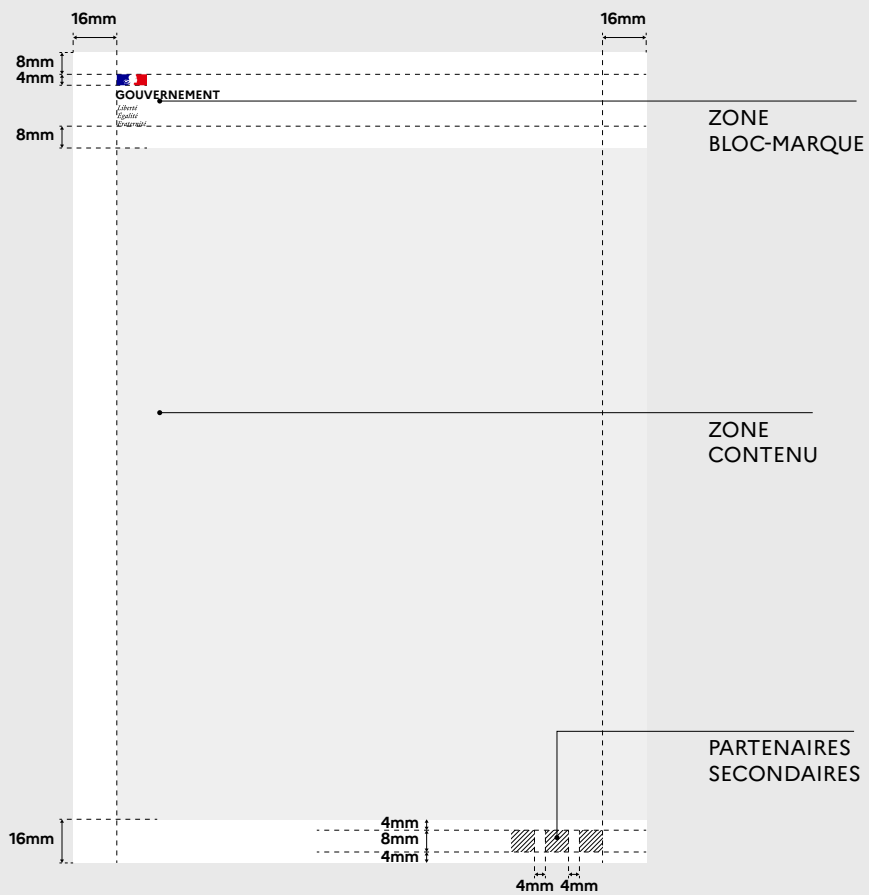 16mm
16mm
8mm
4mm
GOUVERNEMENT
Liberté
Égalité
Fraternité
ZONE
BLOC-MARQUE
8mm
ZONE
CONTENU
PARTENAIRES
SECONDAIRES
4mm
16mm
8mm
4mm
4mm 4mm